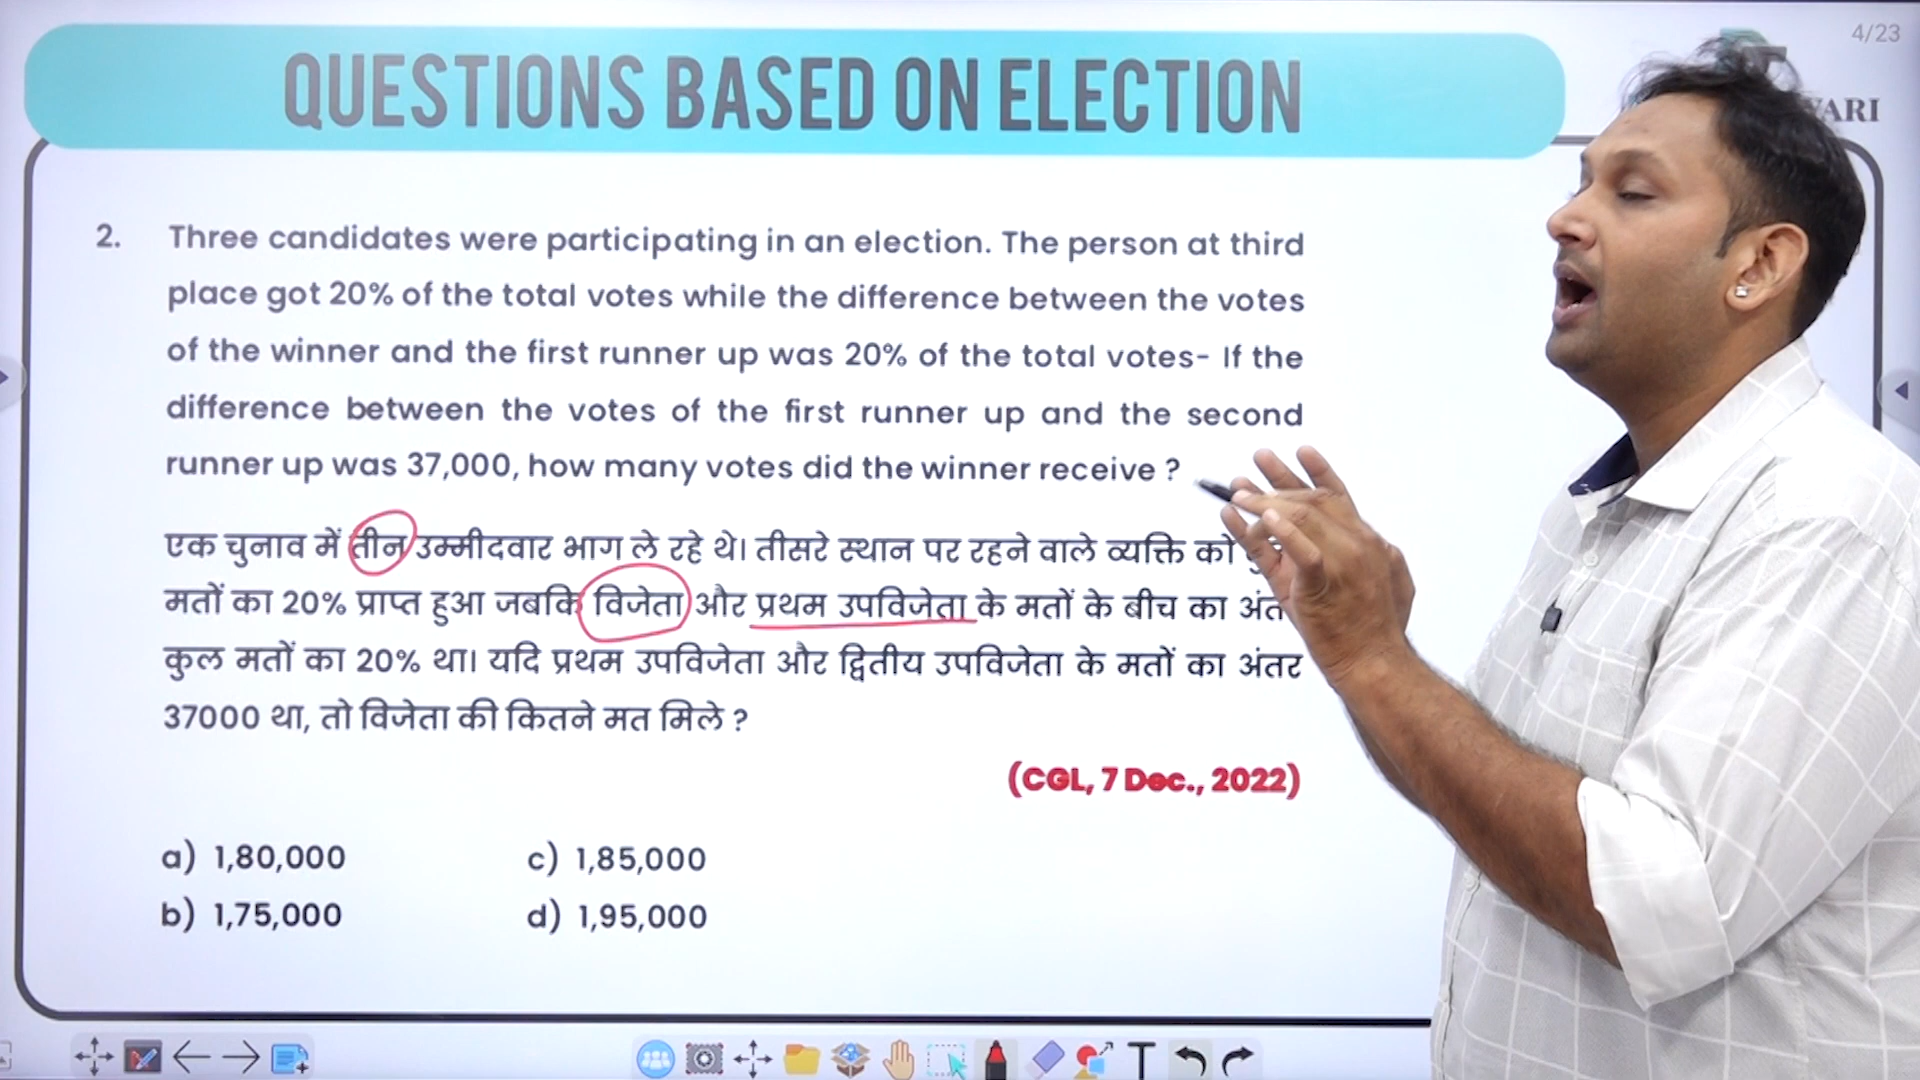 4/23
QUESTIONS BASED ON ELECTION
2. Three candidates were participating in an election. The person at third
place got 20% of the total votes while the difference between the votes
of the winner and the first runner up was 20% of the total votes- If the
difference between the votes of the first runner up and the second
runner up was 37,000, how many votes did the winner receive ?
एक चुनाव में तीन उम्मीदवार भाग ले रहे थे। तीसरे स्थान पर रहने वाले व्यक्ति को
मतों का 20% प्राप्त हुआ जबकि विजेता और प्रथम उपविजेता के मतों के बीच का
कुल मतों का 20% था। यदि प्रथम उपविजेता और द्वितीय उपविजेता के मतों का अंतर
37000 था, तो विजेता की कितने मत मिले ?
(CGL, 7 Dec., 2022)
a) 1,80,000 c) 1,85,000
b) 1,75,000 d) 1,95,000